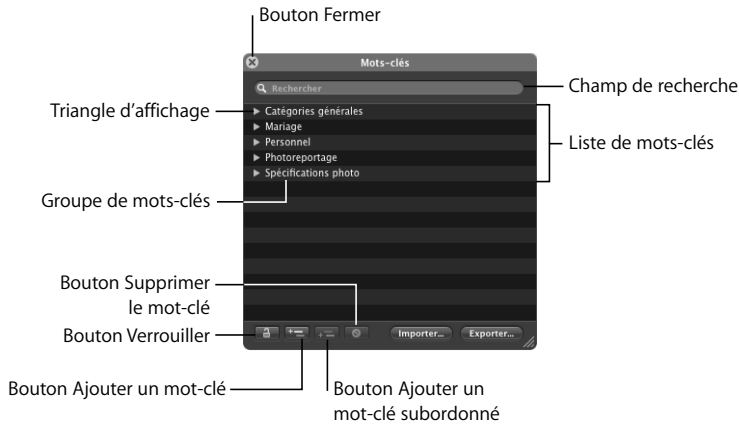 Bouton Fermer
Mots-clés
Rechercher
Champ de recherche
Triangle d'affichage
Catégories générales
Mariage
Personnel
Photoreportage
Spécifications photo
Liste de mots-clés
Groupe de mots-clés
Bouton Supprimer
le mot-clé
Bouton Verrouiller
Importer...
Exporter...
Bouton Ajouter un mot-clé
Bouton Ajouter un
mot-clé subordonné